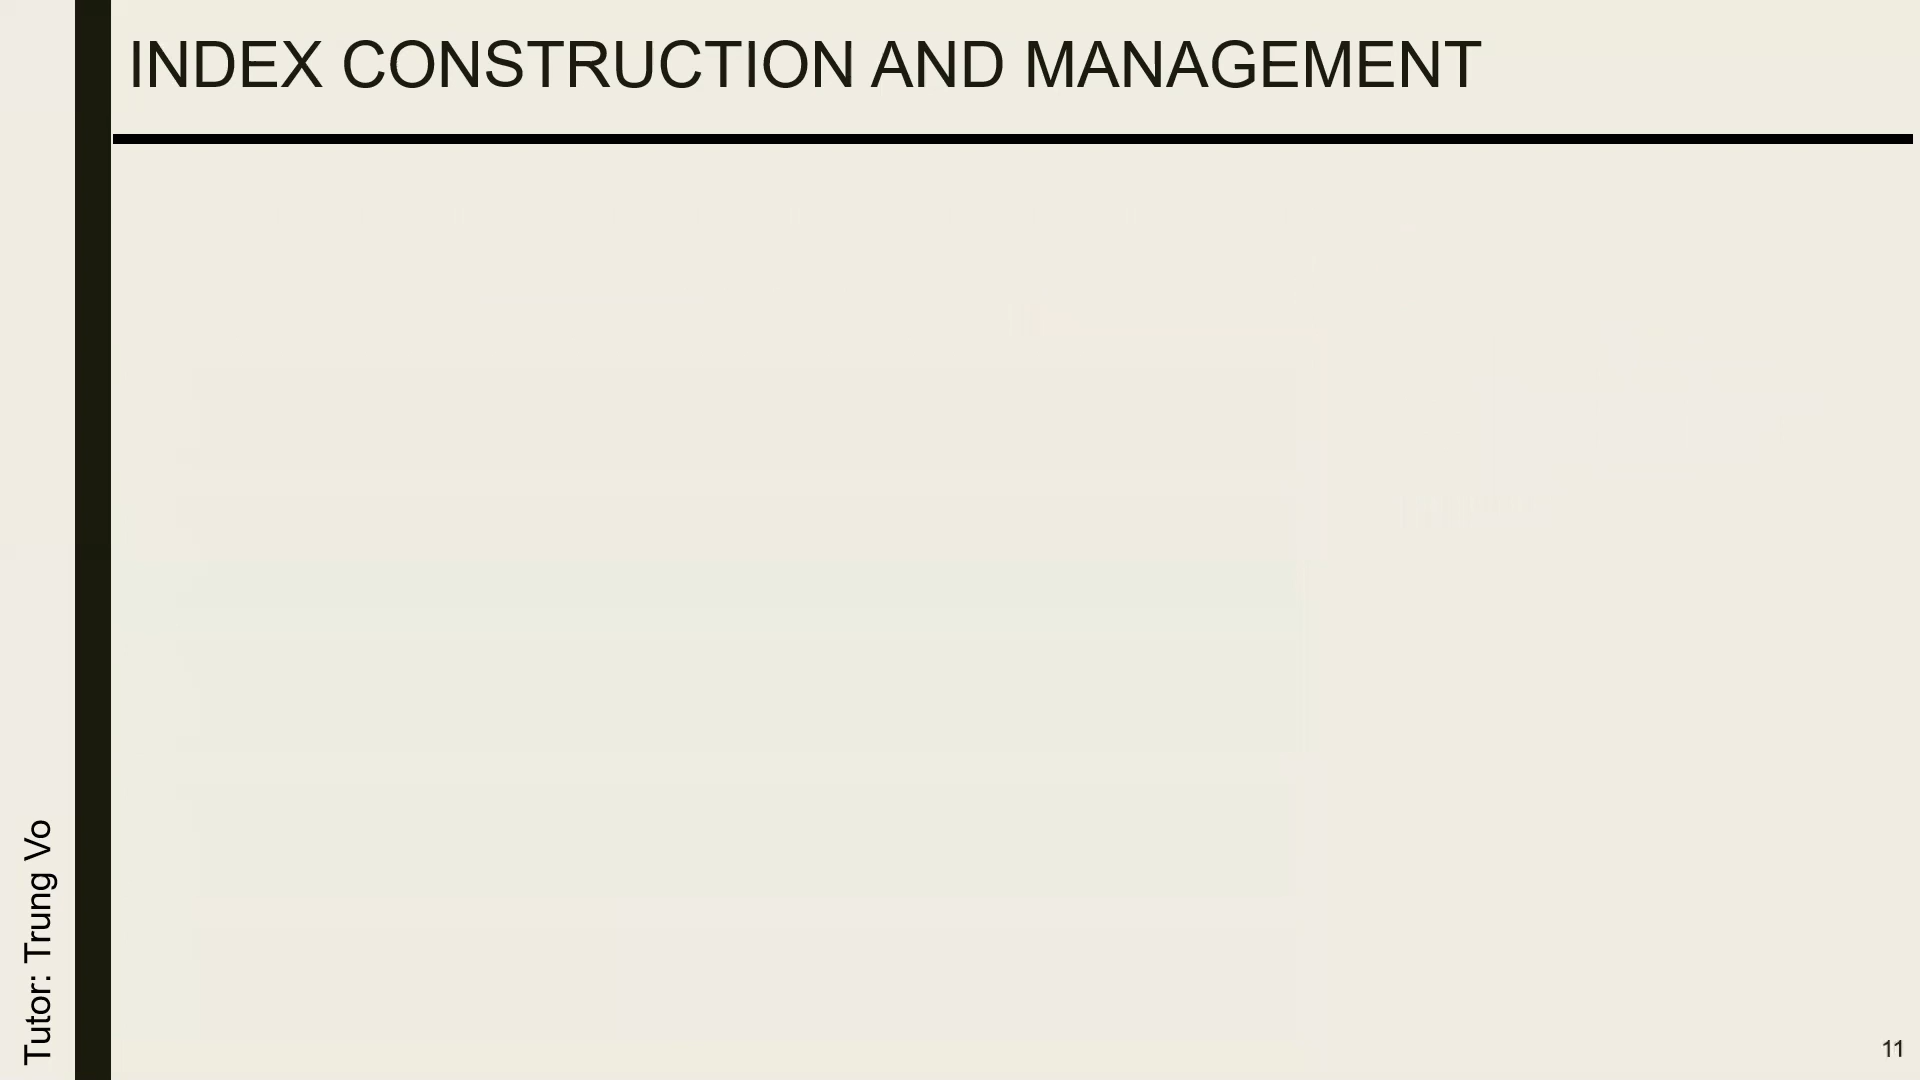 INDEX CONSTRUCTION AND MANAGEMENT
Tutor: Trung Vo
11